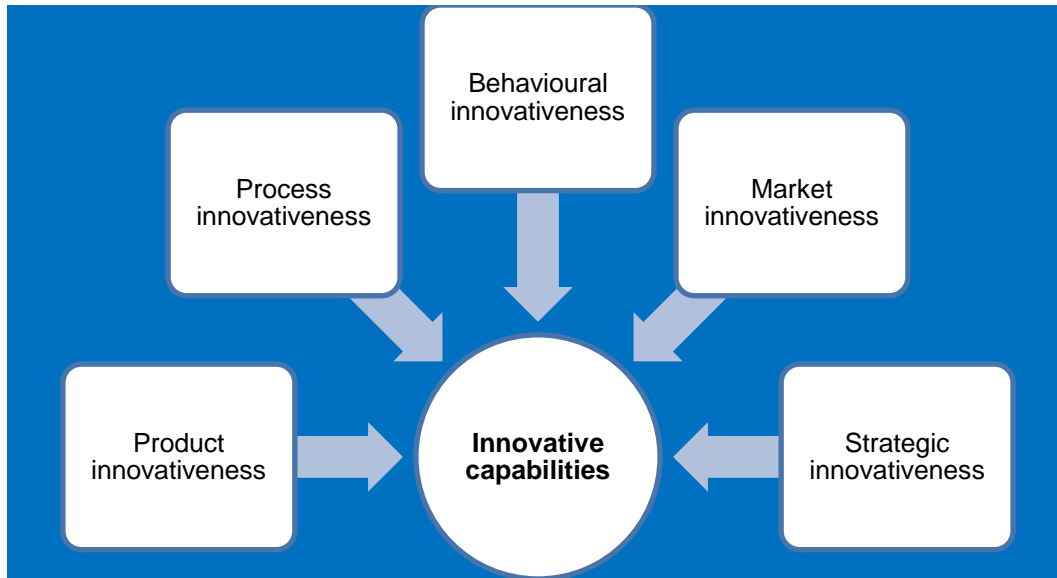 Behavioural
innovativeness
Process
innovativeness
Market
innovativeness
Product
innovativeness
Innovative
capabilities
Strategic
innovativeness